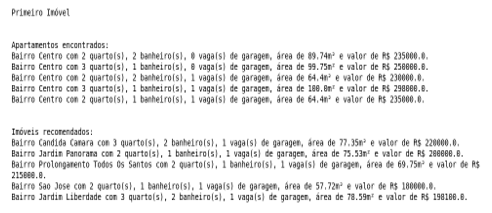 Primeiro Imóvel
Apartamentos encontrados:
Bairro Centro com 2 quarto(s), 2 banheiro(s), 0 vaga(s) de garagem, área de 89.74m² e valor de R$ 235000.0.
Bairro Centro com 3 quarto(s), 1 banheiro(s), 0 vaga(s) de garagem, área de 99.75m² e valor de R$ 250000.0.
Bairro Centro com 2 quarto(s), 1 banheiro(s), 1 vaga(s) de garagem, área de 64.4m² e valor de R$ 230000.0.
Bairro Centro com 3 quarto(s), 1 banheiro(s), 1 vaga(s) de garagem, área de 100.0m² e valor de R$ 298000.0.
Bairro Centro com 2 quarto(s), 1 banheiro(s), 1 vaga(s) de garagem, área de 64.4m² e valor de R$ 235000.0.
Imóveis recomendados:
Bairro Candida Camara com 3 quarto(s), 2 banheiro(s), 1 vaga(s) de garagem, área de 77.35m² e valor de R$ 220000.0.
Bairro Jardim Panorama com 2 quarto(s), 2 banheiro(s), 1 vaga(s) de garagem, área de 75.53m² e valor de R$ 200000.0.
Bairro Prolongamento Todos Os Santos com 2 quarto(s), 1 banheiro(s), 1 vaga(s) de garagem, área de 69.75m² e valor de R$
215000.0.
Bairro Sao Jose com 2 quarto(s), 1 banheiro(s), 1 vaga(s) de garagem, área de 57.72m² e valor de R$ 180000.0.
Bairro Jardim Liberdade com 3 quarto(s), 2 banheiro(s), 1 vaga(s) de garagem, área de 78.59m² e valor de R$ 198100.0.